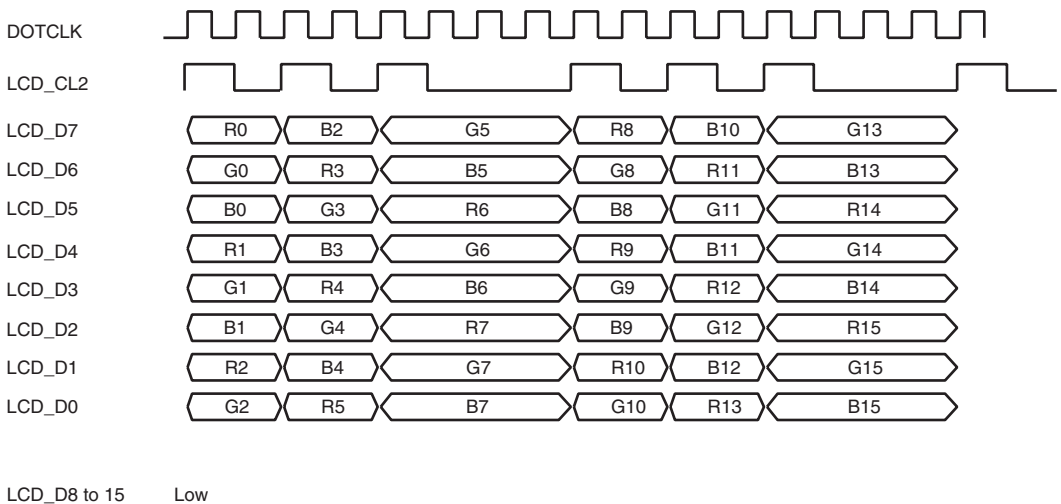 DOTCLK
LCD_CL2
LCD_D7 R0 B2 G5 R8 B10 G13
LCD_D6 G0 R3 B5 G8 R11 B13
LCD_D5 B0 G3 R6 B8 G11 R14
LCD_D4 R1 B3 G6 R9 B11 G14
LCD_D3 G1 R4 B6 G9 R12 B14
LCD_D2 B1 G4 R7 B9 G12 R15
LCD_D1 R2 B4 G7 R10 B12 G15
LCD_D0 G2 R5 B7 G10 R13 B15
LCD_D8 to 15 Low